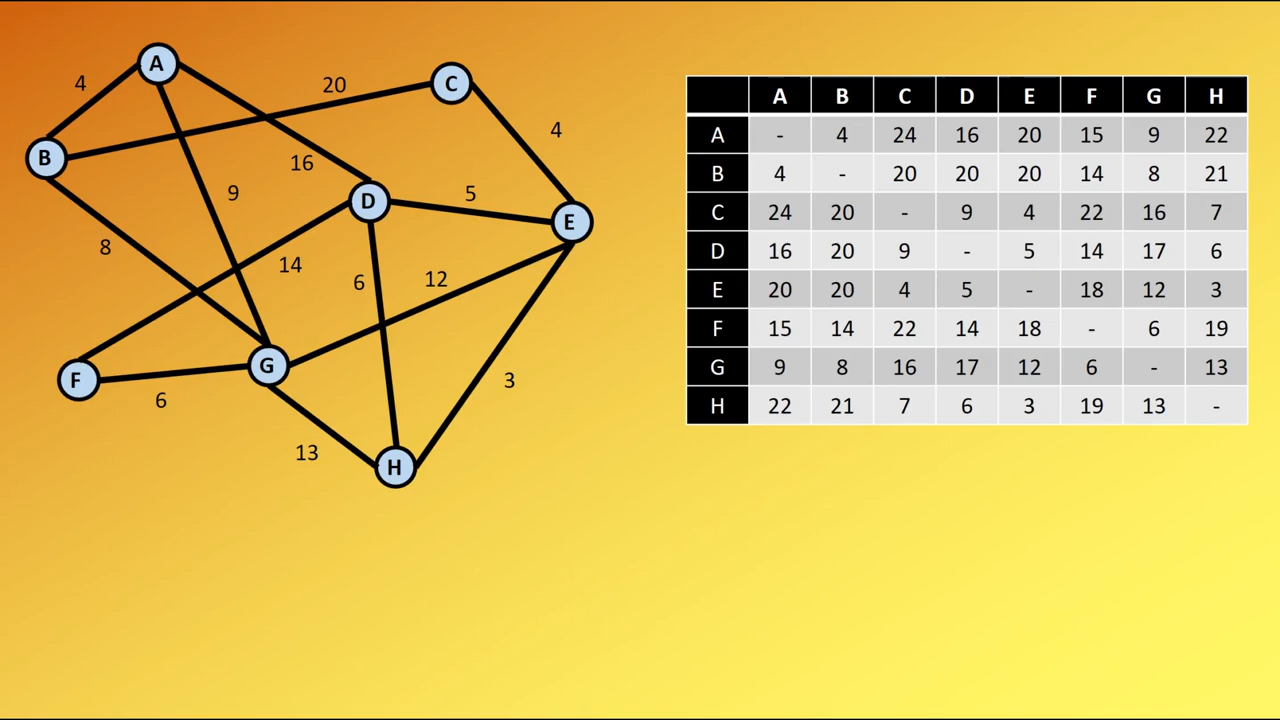 A
4
20
C
B
16
9
D
5
4
E
8
14
6
12
F
G
6
3
13
H
A B C D E F G H
A - 4 24 16 20 15 9 22
B 4 - 20 20 20 14 8 21
C 24 20 - 9 4 22 16 7
D 16 20 9 - 5 14 17 6
E 20 20 4 5 - 18 12 3
F 15 14 22 14 18 - 6 19
G 9 8 16 17 12 6 - 13
H 22 21 7 6 3 19 13 -